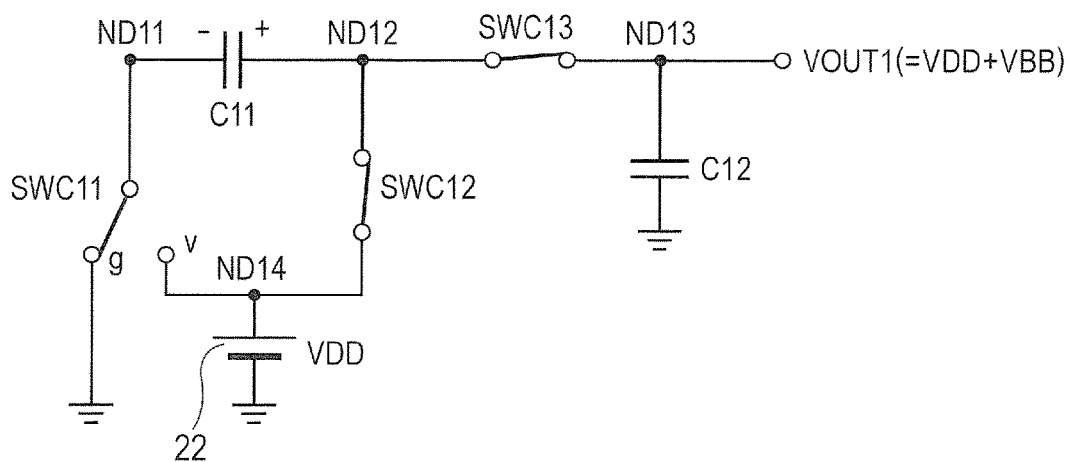 ND11
- +
ND12
SWC13
ND13
VOUT1(=VDD+VBB)
C11
C12
SWC11
SWC12
g
v
ND14
VDD
22